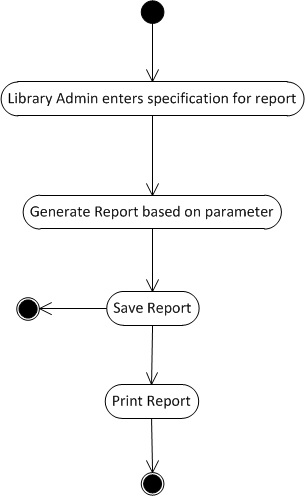 Library Admin enters specification for report
Generate Report based on parameter
Save Report
Print Report